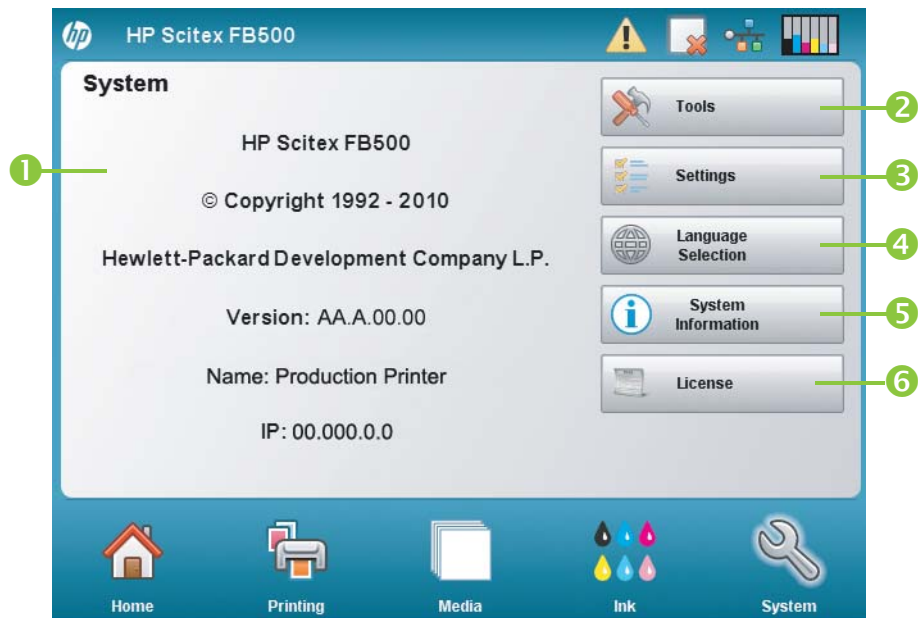 hp HP Scitex FB500
System
1
HP Scitex FB500
© Copyright 1992 - 2010
Hewlett-Packard Development Company L.P.
Version: AA.A.00.00
Name: Production Printer
IP: 00.000.0.0
Tools 2
Settings 3
Language
Selection 4
System
Information 5
License 6
Home Printing Media Ink System